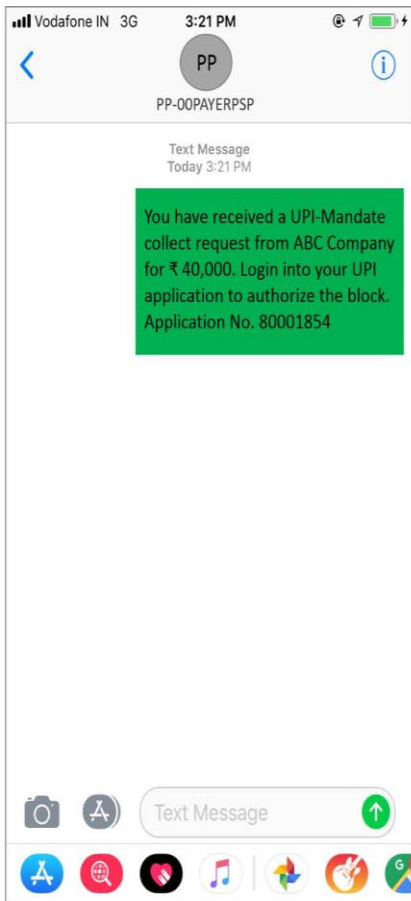 Vodafone IN 3G 3:21 PM
PP
PP-00PAYERPSP
Text Message
Today 3:21 PM
You have received a UPI-Mandate
collect request from ABC Company
for ₹ 40,000. Login into your UPI
application to authorize the block.
Application No. 80001854
Text Message
G